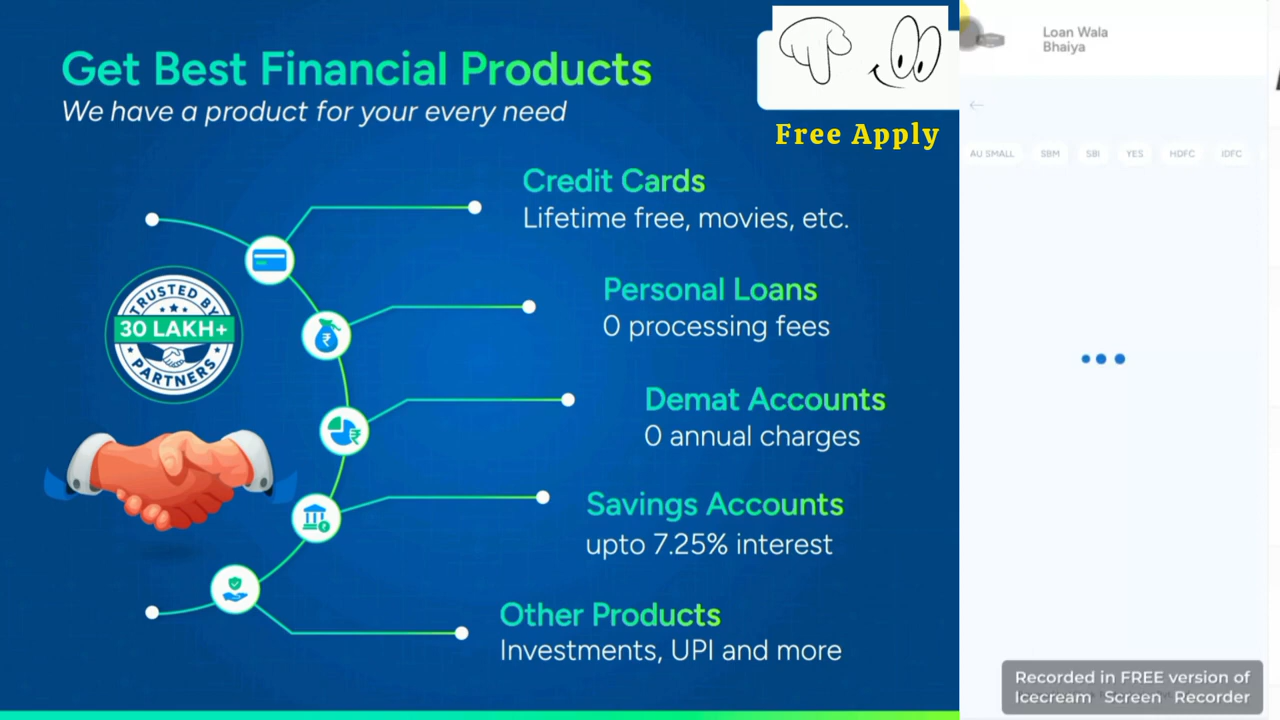 Get Best Financial Products
We have a product for your every need
Free Apply
Credit Cards
Lifetime free, movies, etc.
Personal Loans
0 processing fees
Demat Accounts
0 annual charges
Savings Accounts
upto 7.25% interest
Other Products
Investments, UPI and more
TRUSTED BY
30 LAKH+
PARTNERS
Loan Wala
Bhaiya
AU SMALL SBM SBI YES HDFC IDFC
Recorded in FREE version of
Icecream Screen Recorder